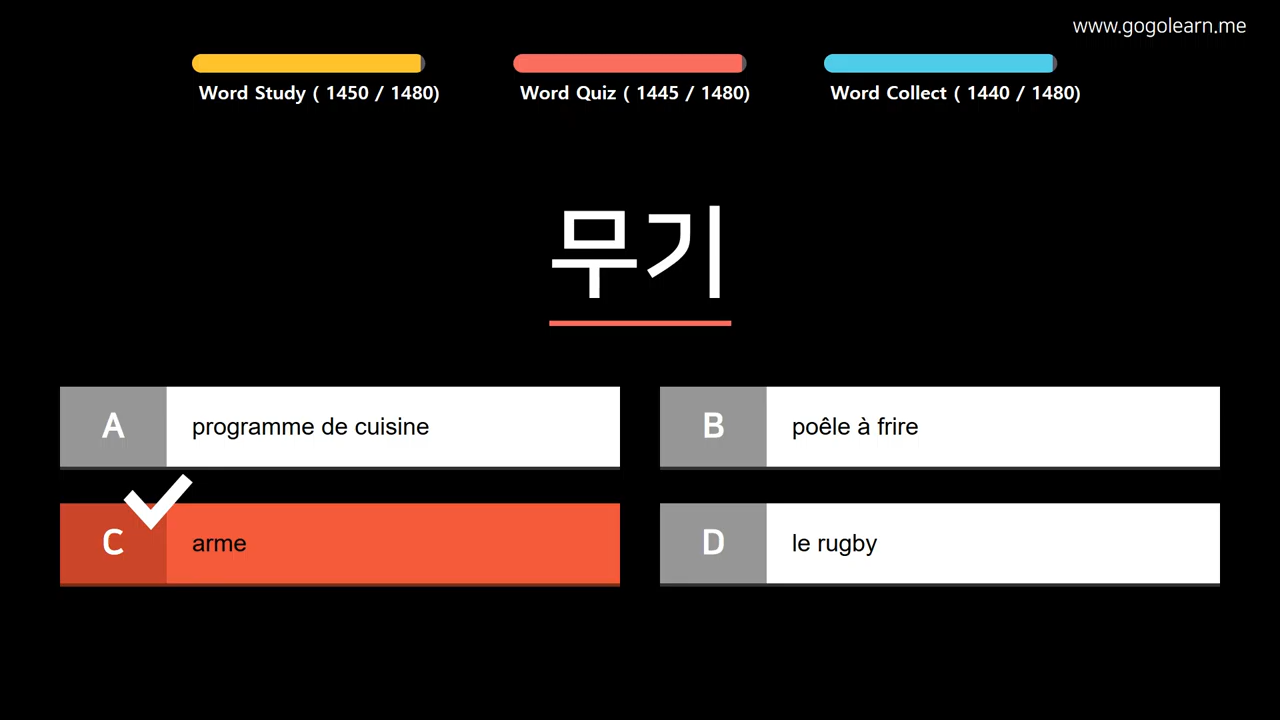 www.gogolearn.me
Word Study ( 1450 / 1480)
Word Quiz ( 1445 / 1480)
Word Collect ( 1440 / 1480)
무기
A programme de cuisine
B poêle à frire
C arme
D le rugby